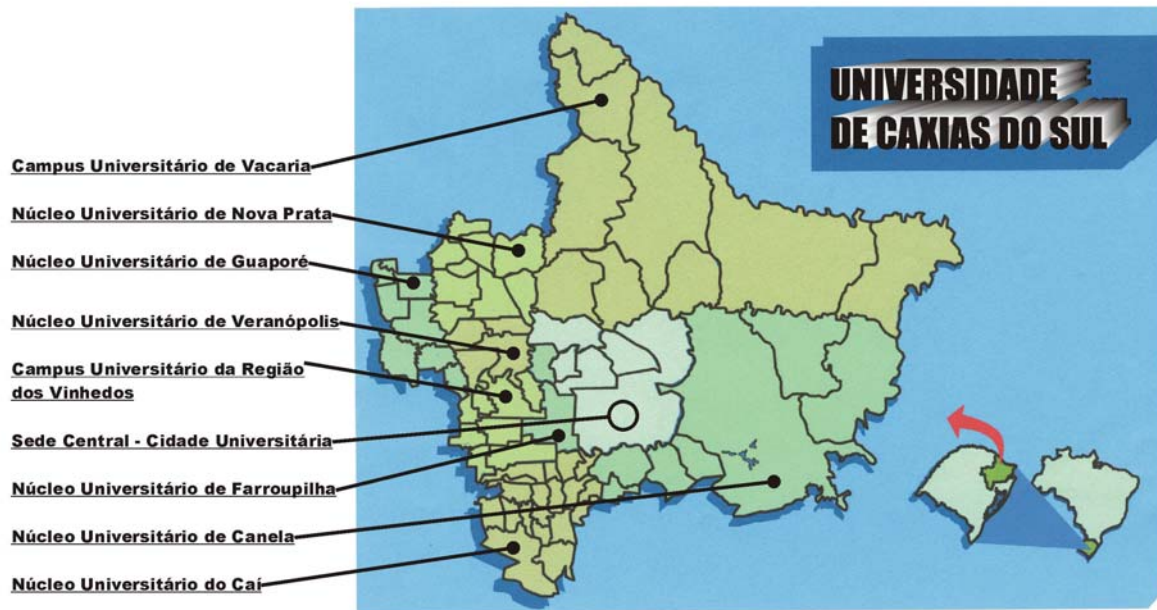 UNIVERSIDADE
DE CAXIAS DO SUL
Campus Universitário de Vacaria
Núcleo Universitário de Nova Prata
Núcleo Universitário de Guaporé
Núcleo Universitário de Veranópolis
Campus Universitário da Região
dos Vinhedos
Sede Central - Cidade Universitária
Núcleo Universitário de Farroupilha
Núcleo Universitário de Canela
Núcleo Universitário do Caí